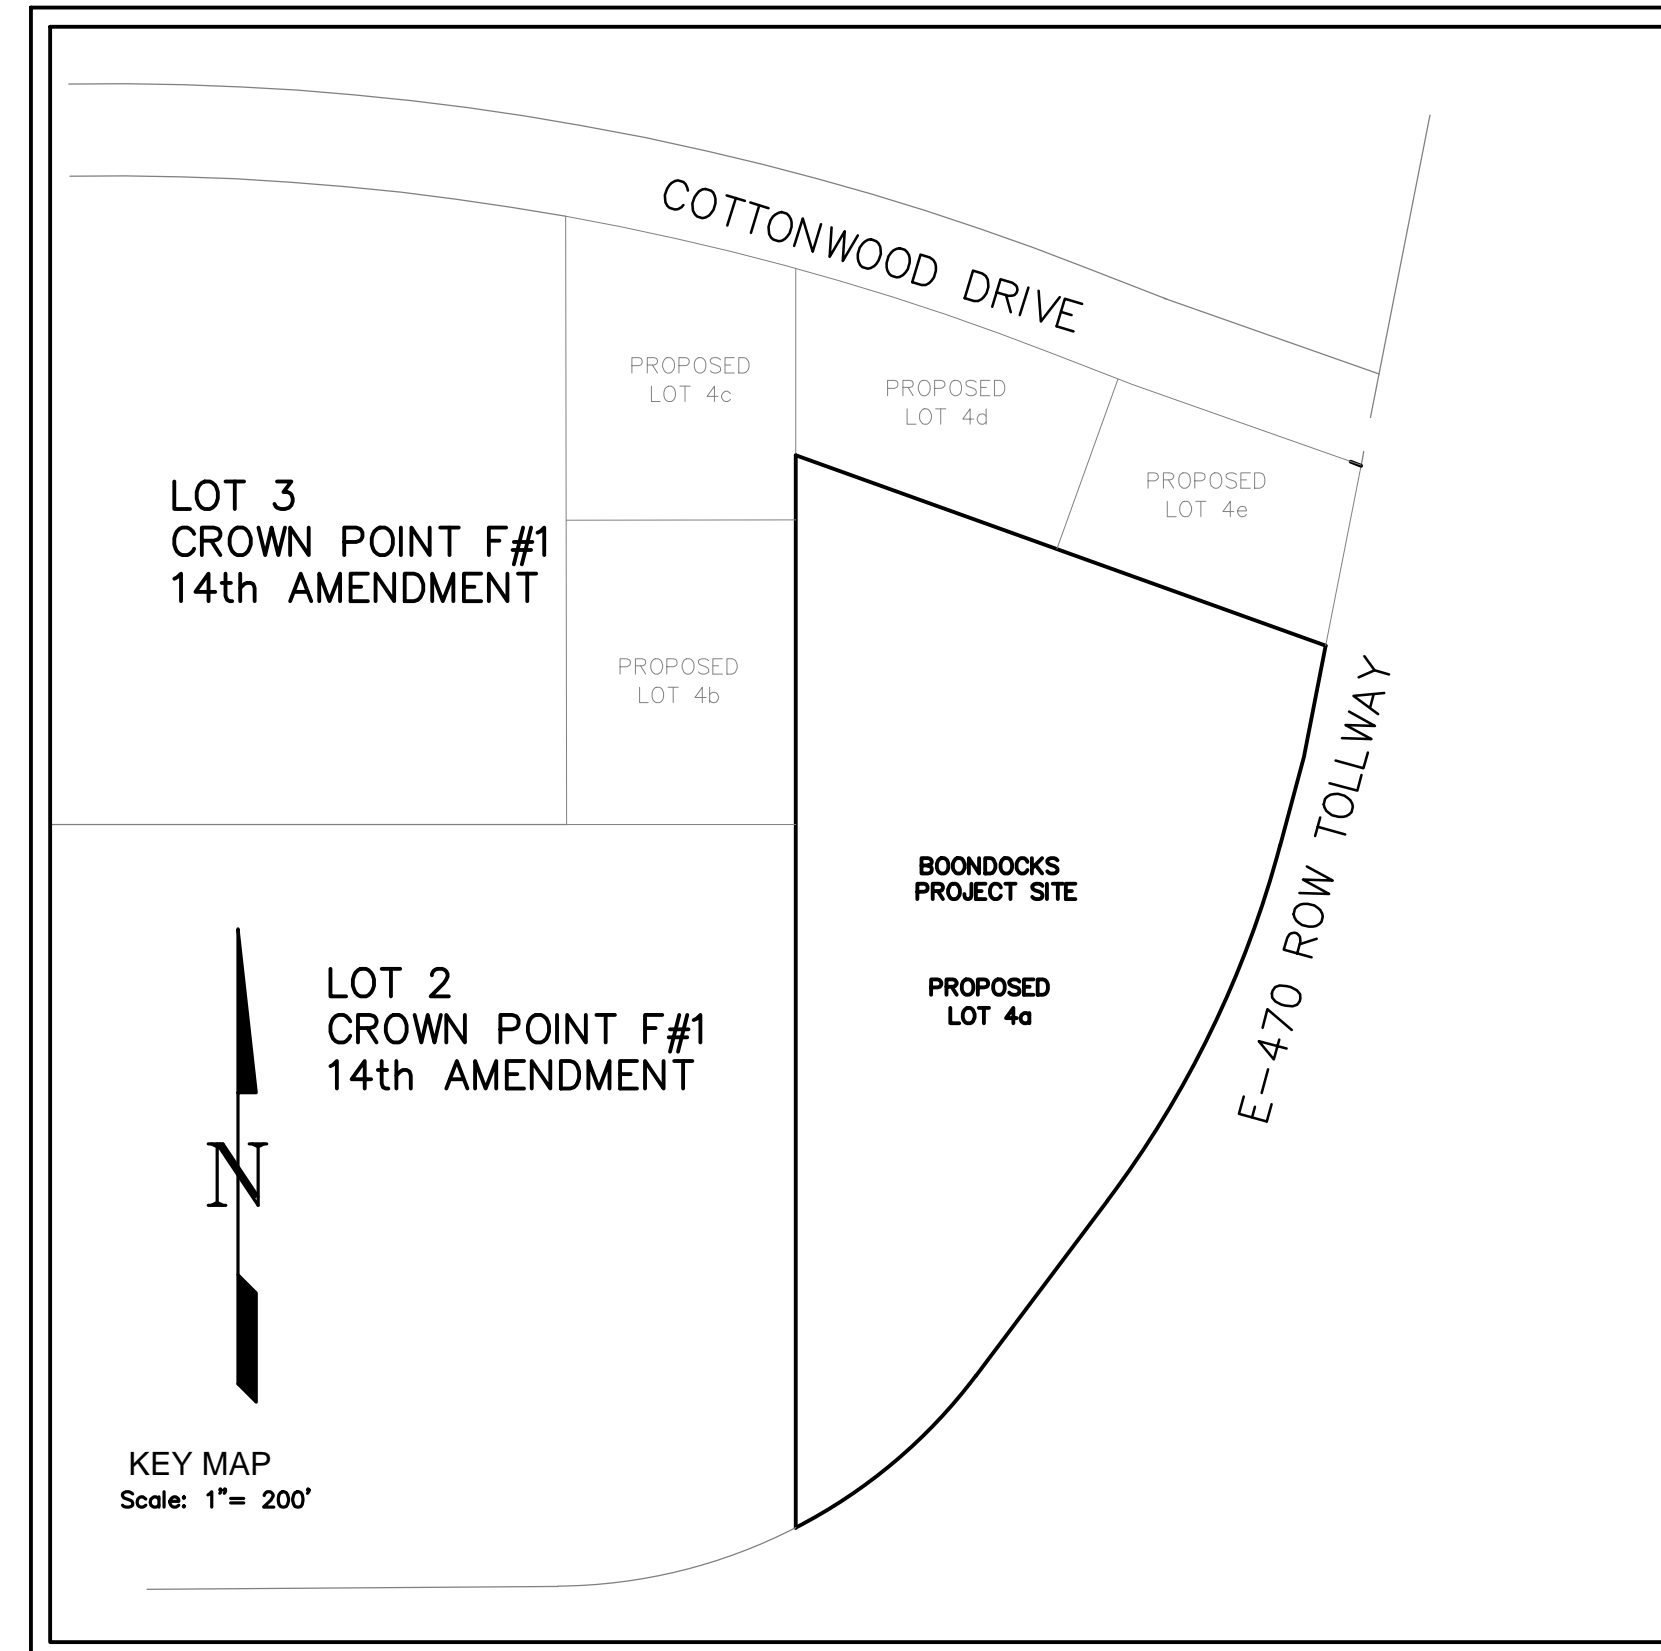 COTTONWOOD DRIVE
PROPOSED
LOT 4c
PROPOSED
LOT 4d
PROPOSED
LOT 4e
LOT 3
CROWN POINT F#1
14th AMENDMENT
PROPOSED
LOT 4b
E-470 ROW TOLLWAY
BOONDOCKS
PROJECT SITE
PROPOSED
LOT 4a
LOT 2
CROWN POINT F#1
14th AMENDMENT
N
KEY MAP
Scale: 1"= 200'